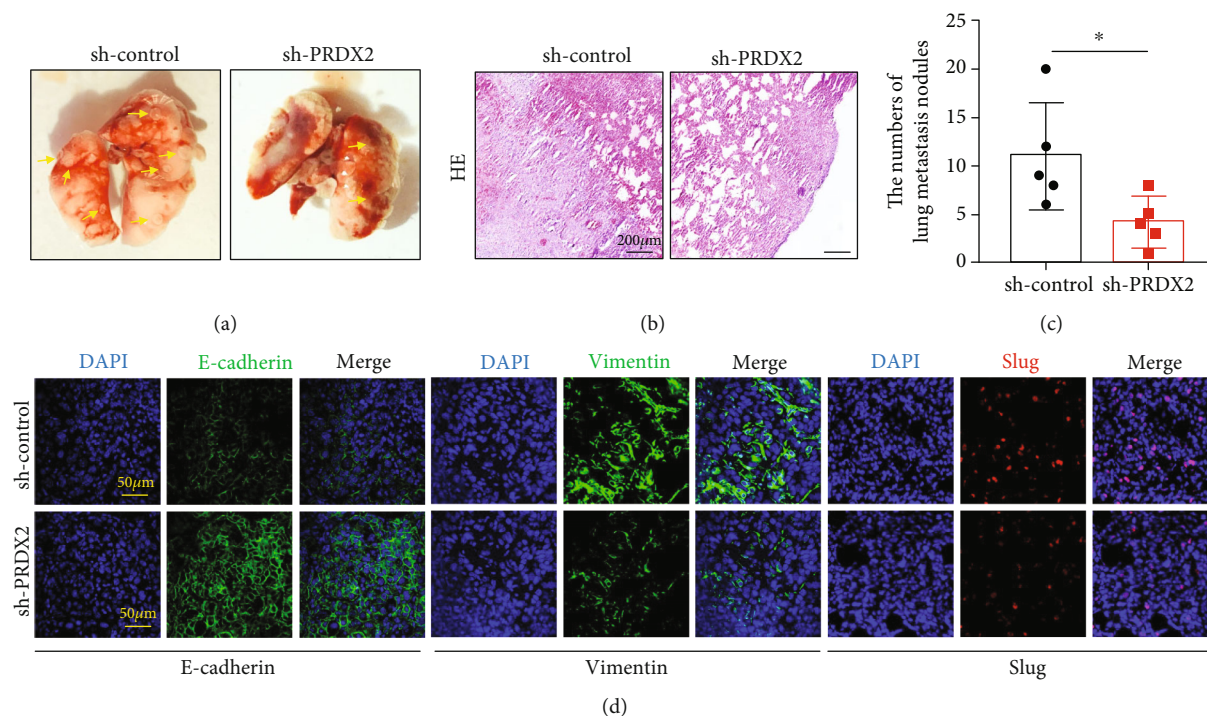 sh-control
sh-PRDX2
(a)
sh-control
sh-PRDX2
HE
200μm
(b)
The numbers of
lung metastasis nodules
25
20
15
10
5
0
*
sh-control
sh-PRDX2
(c)
DAPI
E-cadherin
Merge
DAPI
Vimentin
Merge
DAPI
Slug
Merge
sh-control
50μm
sh-PRDX2
50μm
E-cadherin
Vimentin
Slug
(d)